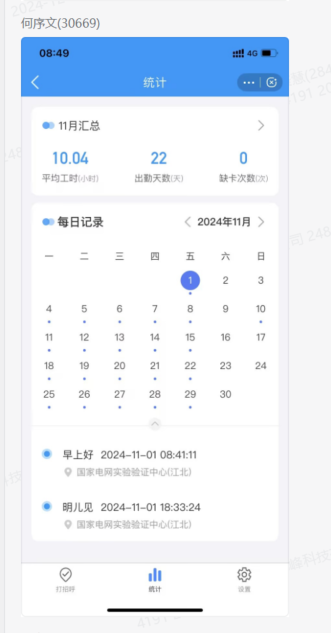 何序文(30669)
08:49
4G
统计
11月汇总
10.04 22 0
平均工时(小时) 出勤天数(天) 缺卡次数(次)
每日记录 2024年11月
一 二 三 四 五 六 日
1 2 3
4 5 6 7 8 9 10
11 12 13 14 15 16 17
18 19 20 21 22 23 24
25 26 27 28 29 30
早上好 2024-11-01 08:41:11
国家电网实验验证中心(江北)
明儿见 2024-11-01 18:33:24
国家电网实验验证中心(江北)
打招呼 统计 设置